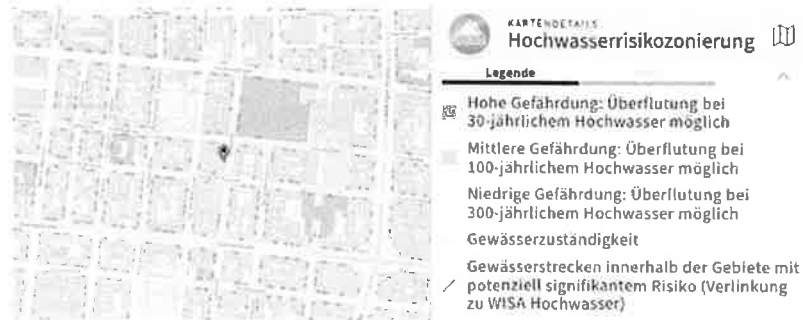 KARTENDETAILS
Hochwasserrisikozonierung
Legende
Hohe Gefährdung: Überflutung bei
30-jährlichem Hochwasser möglich
Mittlere Gefährdung: Überflutung bei
100-jährlichem Hochwasser möglich
Niedrige Gefährdung: Überflutung bei
300-jährlichem Hochwasser möglich
Gewässerzuständigkeit
Gewässerstrecken innerhalb der Gebiete mit
potenziell signifikantem Risiko (Verlinkung
zu WISA Hochwasser)